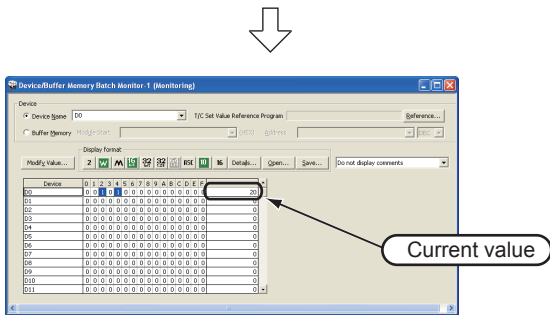 Device/Buffer Memory Batch Monitor-1 (Monitoring)
Device
Device Name D0 T/C Set Value Reference Program Reference...
Buffer Memory Module Start (HEX) Address DEC
Display format
Modify Value... 2 W M 16 32 32 64 ASC 10 16 Details... Open... Save... Do not display comments
Device 0 1 2 3 4 5 6 7 8 9 A B C D E F
D0 0 0 1 0 1 0 0 0 0 0 0 0 0 0 0 0 20
D1 0 0 0 0 0 0 0 0 0 0 0 0 0 0 0 0 0
D2 0 0 0 0 0 0 0 0 0 0 0 0 0 0 0 0 0
D3 0 0 0 0 0 0 0 0 0 0 0 0 0 0 0 0 0
D4 0 0 0 0 0 0 0 0 0 0 0 0 0 0 0 0 0
D5 0 0 0 0 0 0 0 0 0 0 0 0 0 0 0 0 0
D6 0 0 0 0 0 0 0 0 0 0 0 0 0 0 0 0 0
D7 0 0 0 0 0 0 0 0 0 0 0 0 0 0 0 0 0
D8 0 0 0 0 0 0 0 0 0 0 0 0 0 0 0 0 0
D9 0 0 0 0 0 0 0 0 0 0 0 0 0 0 0 0 0
D10 0 0 0 0 0 0 0 0 0 0 0 0 0 0 0 0 0
D11 0 0 0 0 0 0 0 0 0 0 0 0 0 0 0 0 0
Current value